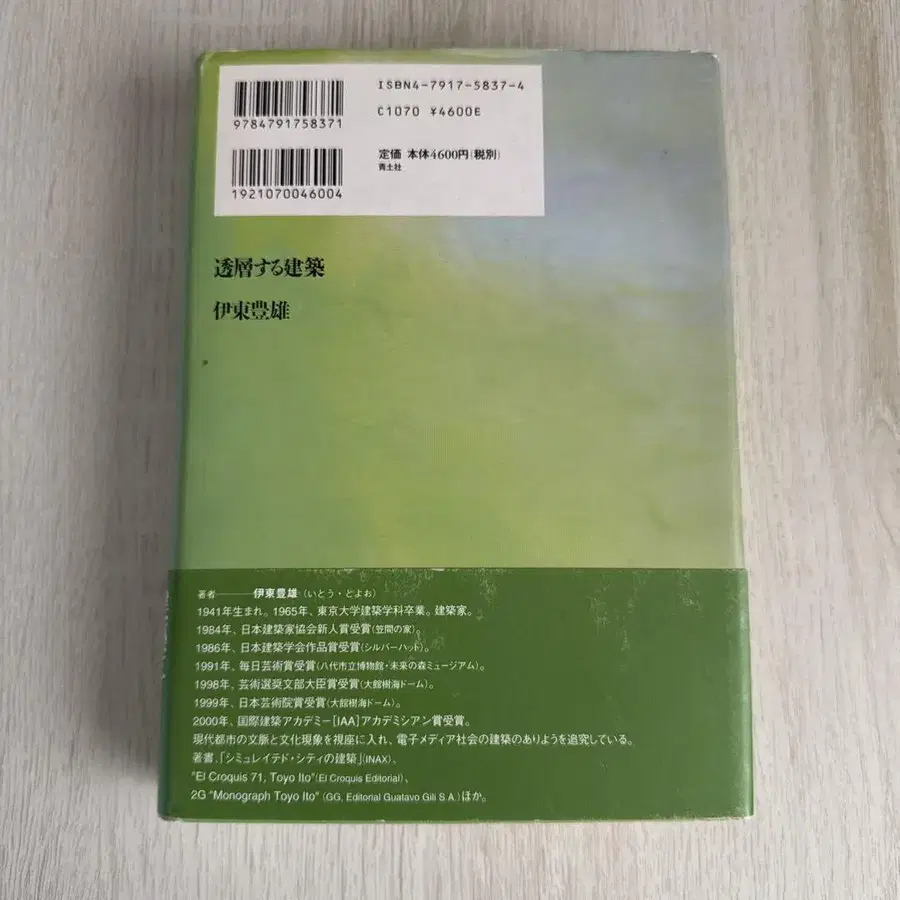 ISBN4-7917-5837-4
C1070 ¥4600E
9784791758371
定価 本体4600円(税別)
青土社
1921070046004
透層する建築
伊東豊雄
著者——伊東豊雄(いとう・とよお)
1941年生まれ。1965年、東京大学建築学科卒業。建築家。
1984年、日本建築家協会新人賞受賞(笠間の家)。
1986年、日本建築学会作品賞受賞(シルバーハット)。
1991年、毎日芸術賞受賞(八代市立博物館・未来の森ミュージアム)。
1998年、芸術選奨文部大臣賞受賞(大館樹海ドーム)。
1999年、日本芸術院賞受賞(大館樹海ドーム)。
2000年、国際建築アカデミー[IAA]アカデミシアン賞受賞。
現代都市の文脈と文化現象を視座に入れ、電子メディア社会の建築のありようを追究している。
著書、「シミュレイテド・シティの建築」(INAX)、
"El Croquis 71, Toyo Ito"(El Croquis Editorial)、
2G "Monograph Toyo Ito" (GG, Editorial Guatavo Gili S.A.)ほか。